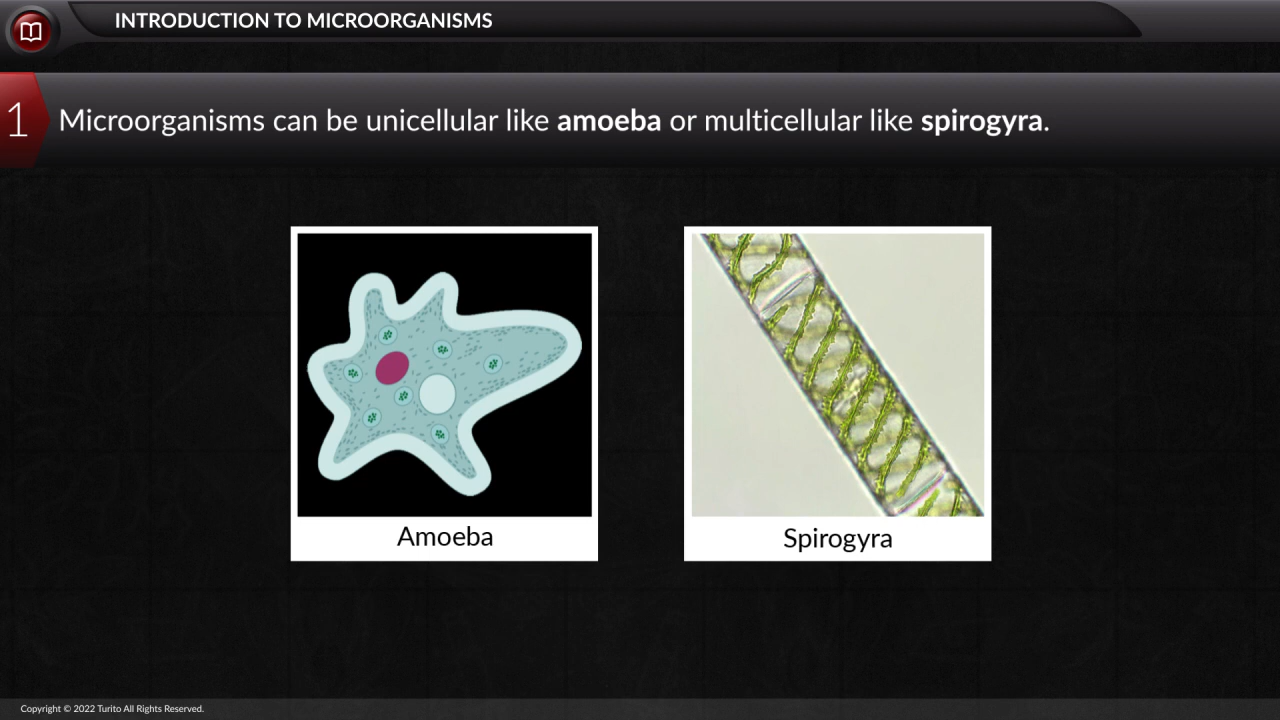 INTRODUCTION TO MICROORGANISMS
1
Microorganisms can be unicellular like amoeba or multicellular like spirogyra.
Amoeba
Spirogyra
Copyright © 2022 Turito All Rights Reserved.